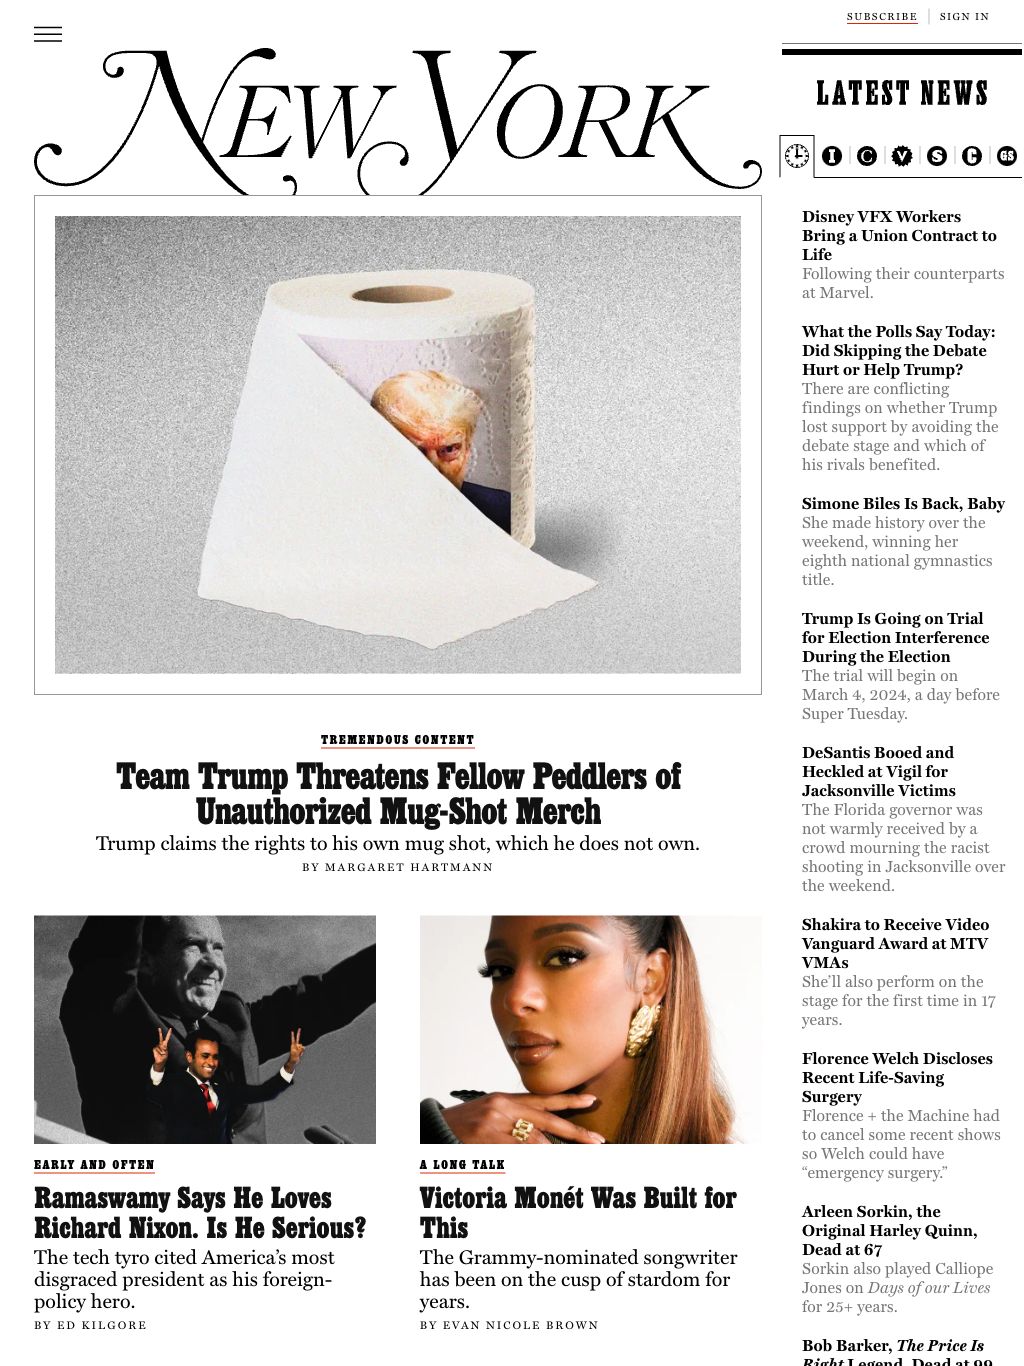 SUBSCRIBE
SIGN IN
NEW YORK
LATEST NEWS
I C V S C GS
Disney VFX Workers
Bring a Union Contract to
Life
Following their counterparts
at Marvel.
What the Polls Say Today:
Did Skipping the Debate
Hurt or Help Trump?
There are conflicting
findings on whether Trump
lost support by avoiding the
debate stage and which of
his rivals benefited.
Simone Biles Is Back, Baby
She made history over the
weekend, winning her
eighth national gymnastics
title.
Trump Is Going on Trial
for Election Interference
During the Election
The trial will begin on
March 4, 2024, a day before
Super Tuesday.
DeSantis Booed and
Heckled at Vigil for
Jacksonville Victims
The Florida governor was
not warmly received by a
crowd mourning the racist
shooting in Jacksonville over
the weekend.
Shakira to Receive Video
Vanguard Award at MTV
VMAs
She’ll also perform on the
stage for the first time in 17
years.
Florence Welch Discloses
Recent Life-Saving
Surgery
Florence + the Machine had
to cancel some recent shows
so Welch could have
“emergency surgery.”
Arleen Sorkin, the
Original Harley Quinn,
Dead at 67
Sorkin also played Calliope
Jones on Days of our Lives
for 25+ years.
Bob Barker, The Price Is
Right Legend, Dead at 99
TREMENDOUS CONTENT
Team Trump Threatens Fellow Peddlers of
Unauthorized Mug-Shot Merch
Trump claims the rights to his own mug shot, which he does not own.
BY MARGARET HARTMANN
EARLY AND OFTEN
Ramaswamy Says He Loves
Richard Nixon. Is He Serious?
The tech tyro cited America’s most
disgraced president as his foreign-
policy hero.
BY ED KILGORE
A LONG TALK
Victoria Monét Was Built for
This
The Grammy-nominated songwriter
has been on the cusp of stardom for
years.
BY EVAN NICOLE BROWN